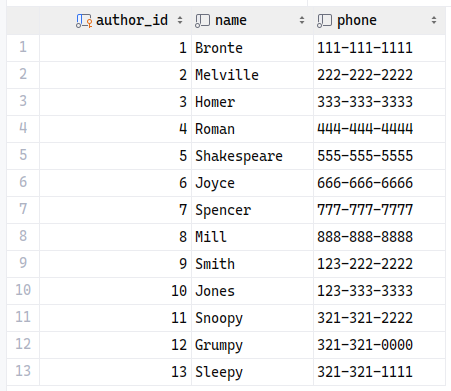 author_id name phone
1 1 Bronte 111-111-1111
2 2 Melville 222-222-2222
3 3 Homer 333-333-3333
4 4 Roman 444-444-4444
5 5 Shakespeare 555-555-5555
6 6 Joyce 666-666-6666
7 7 Spencer 777-777-7777
8 8 Mill 888-888-8888
9 9 Smith 123-222-2222
10 10 Jones 123-333-3333
11 11 Snoopy 321-321-2222
12 12 Grumpy 321-321-0000
13 13 Sleepy 321-321-1111